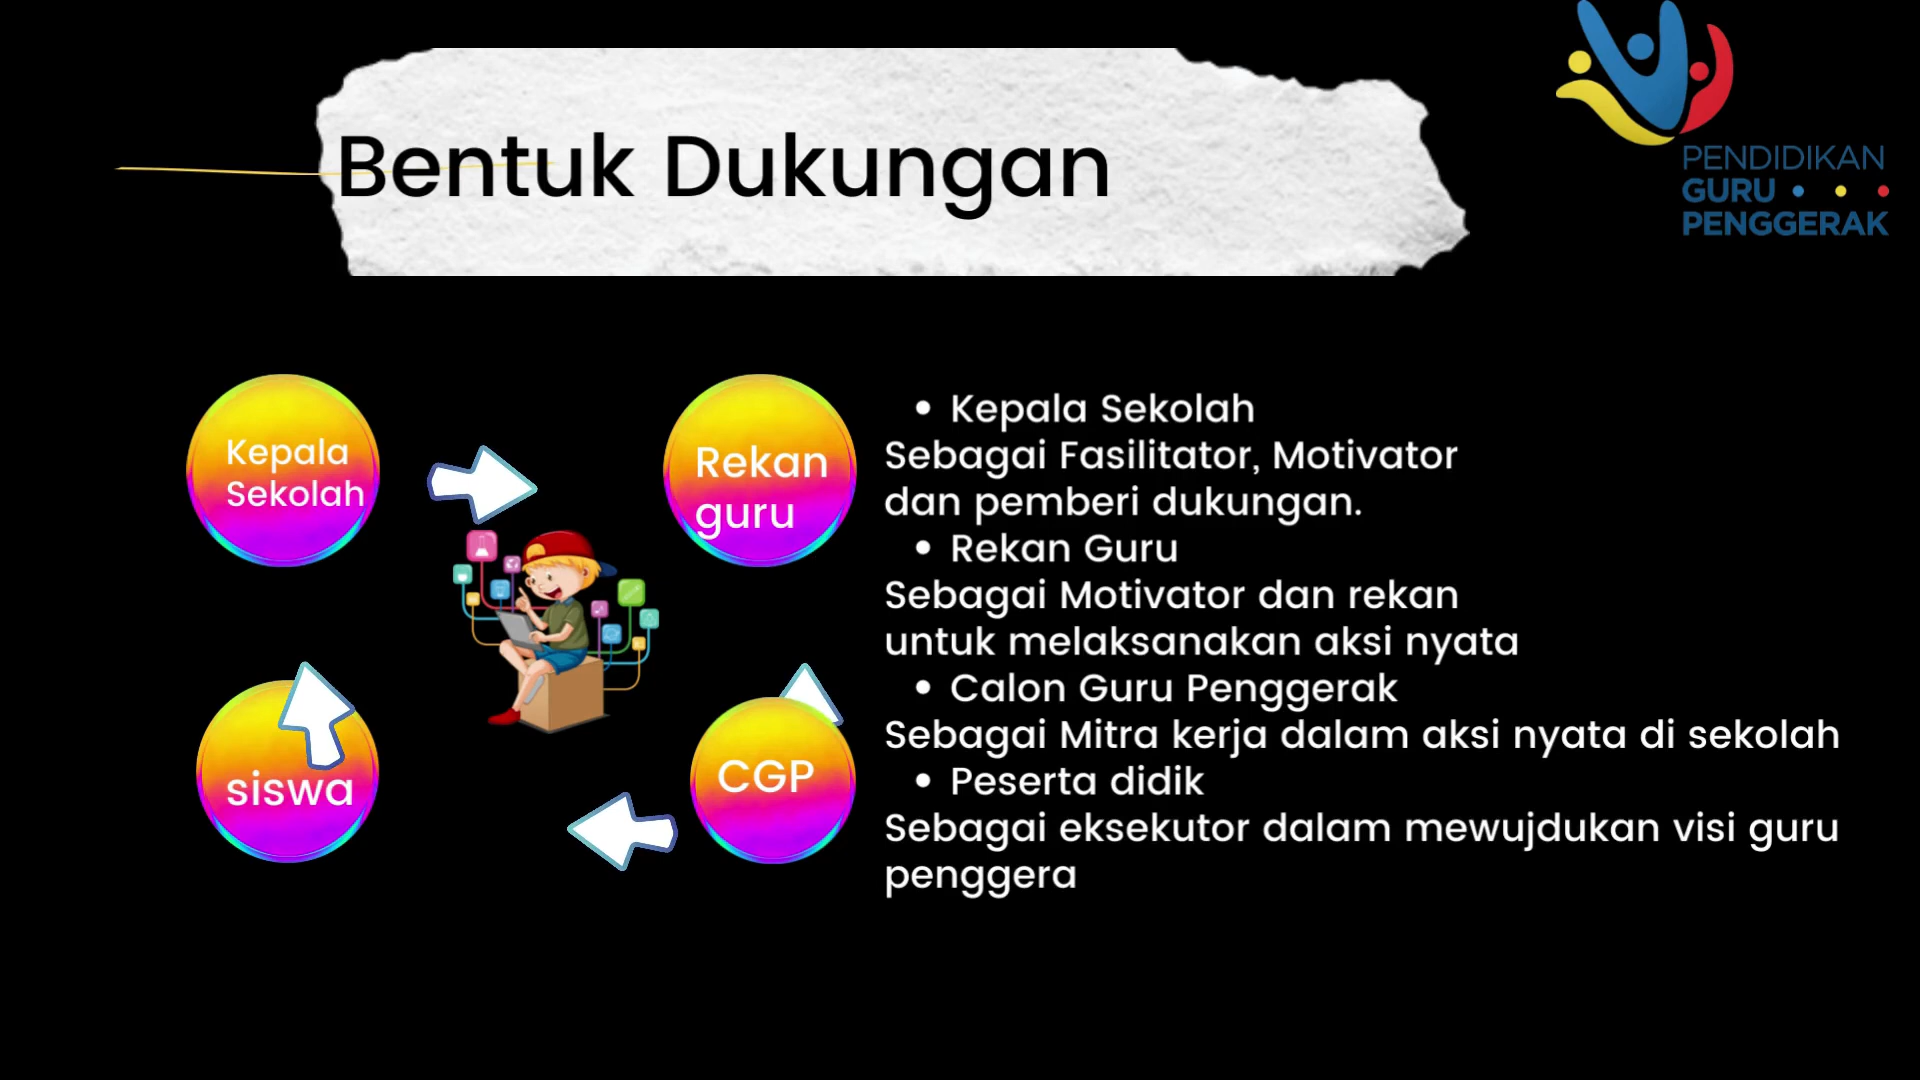 Bentuk Dukungan
PENDIDIKAN
GURU
PENGGERAK
Kepala
Sekolah
Rekan
guru
siswa
CGP
• Kepala Sekolah
Sebagai Fasilitator, Motivator
dan pemberi dukungan.
• Rekan Guru
Sebagai Motivator dan rekan
untuk melaksanakan aksi nyata
• Calon Guru Penggerak
Sebagai Mitra kerja dalam aksi nyata di sekolah
• Peserta didik
Sebagai eksekutor dalam mewujdukan visi guru
penggera